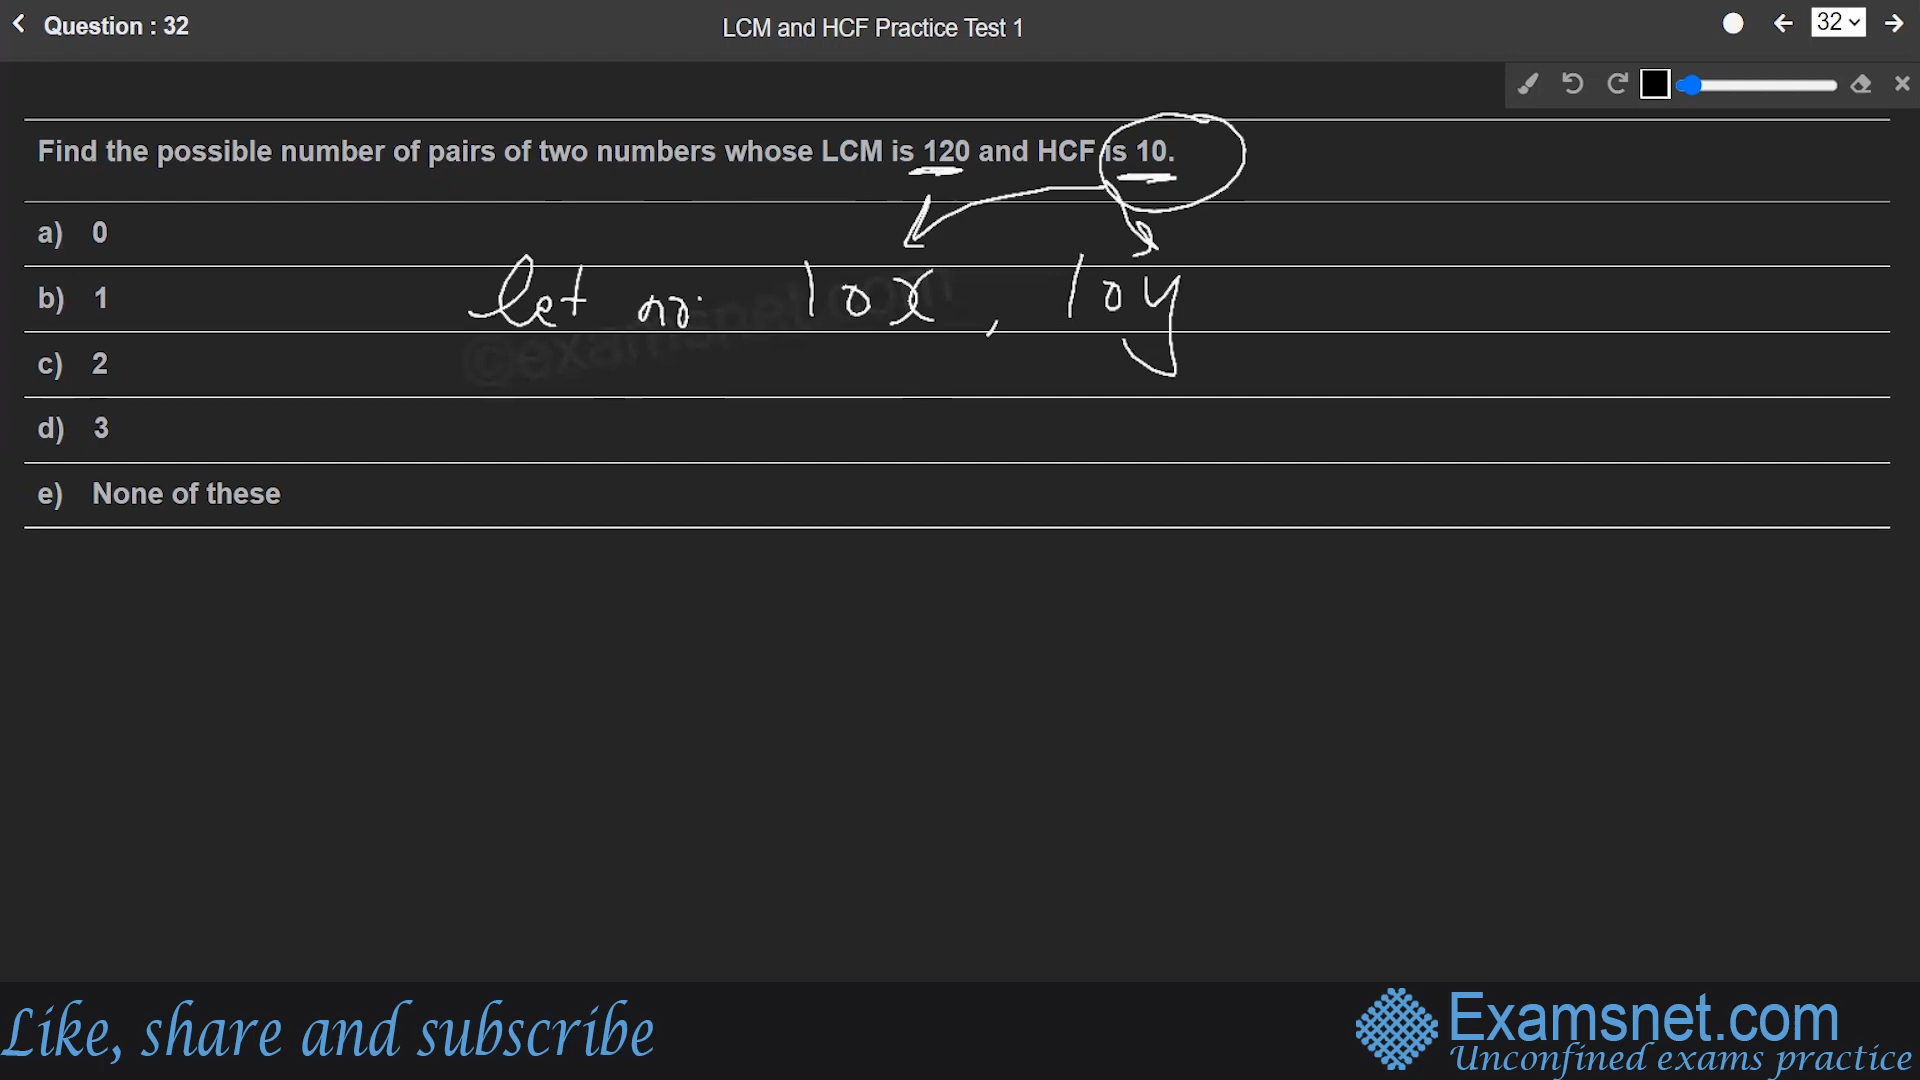 Question : 32
LCM and HCF Practice Test 1
32
Find the possible number of pairs of two numbers whose LCM is 120 and HCF is 10.
a) 0
b) 1
let no. 10x, 10y
©examsnet.com
c) 2
d) 3
e) None of these
Like, share and subscribe
Examsnet.com
Unconfined exams practice